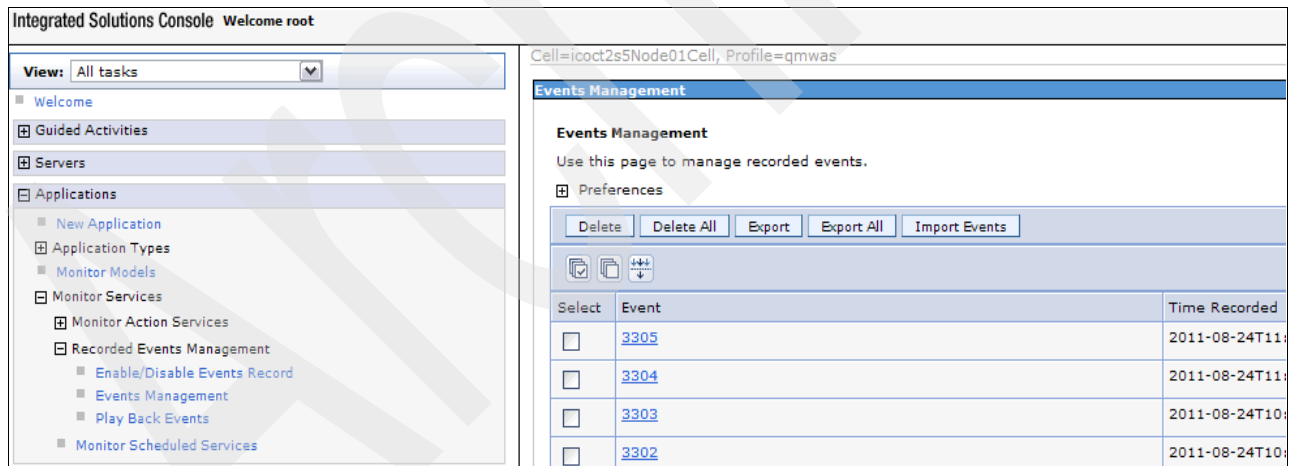 Integrated Solutions Console Welcome root
View: All tasks
Welcome
Guided Activities
Servers
Applications
New Application
Application Types
Monitor Models
Monitor Services
Monitor Action Services
Recorded Events Management
Enable/Disable Events Record
Events Management
Play Back Events
Monitor Scheduled Services
Cell=icoct2s5Node01Cell, Profile=qmwas
Events Management
Events Management
Use this page to manage recorded events.
Preferences
Delete Delete All Export Export All Import Events
Select Event Time Recorded
3305 2011-08-24T11:
3304 2011-08-24T11:
3303 2011-08-24T10:
3302 2011-08-24T10: